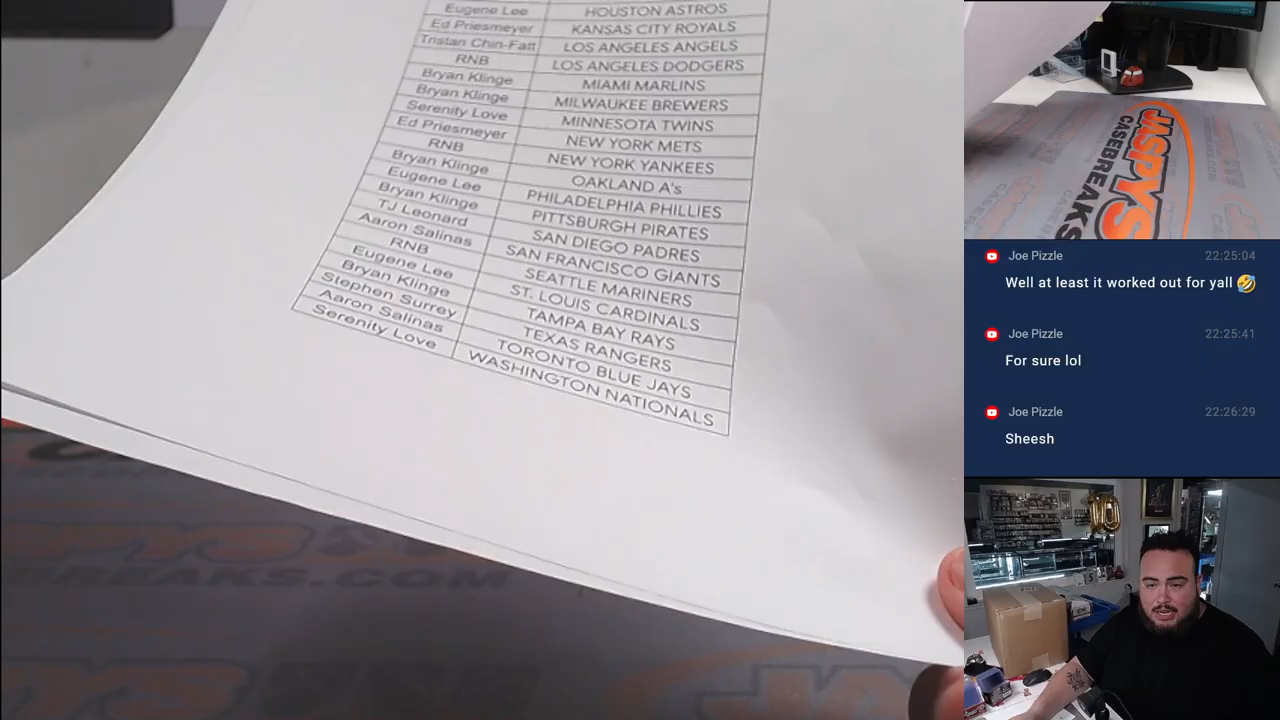 Eugene Lee HOUSTON ASTROS
Ed Priesmeyer KANSAS CITY ROYALS
Tristan Chin-Fatt LOS ANGELES ANGELS
RNB LOS ANGELES DODGERS
Bryan Klinge MIAMI MARLINS
Bryan Klinge MILWAUKEE BREWERS
Serenity Love MINNESOTA TWINS
Ed Priesmeyer NEW YORK METS
RNB NEW YORK YANKEES
Bryan Klinge OAKLAND A's
Eugene Lee PHILADELPHIA PHILLIES
Bryan Klinge PITTSBURGH PIRATES
TJ Leonard SAN DIEGO PADRES
Aaron Salinas SAN FRANCISCO GIANTS
RNB SEATTLE MARINERS
Eugene Lee ST. LOUIS CARDINALS
Bryan Klinge TAMPA BAY RAYS
Stephen Surrey TEXAS RANGERS
Aaron Salinas TORONTO BLUE JAYS
Serenity Love WASHINGTON NATIONALS
JASPYS
CASEBREAKS
Joe Pizzle 22:25:04
Well at least it worked out for yall 🤣
Joe Pizzle 22:25:41
For sure lol
Joe Pizzle 22:26:29
Sheesh
10